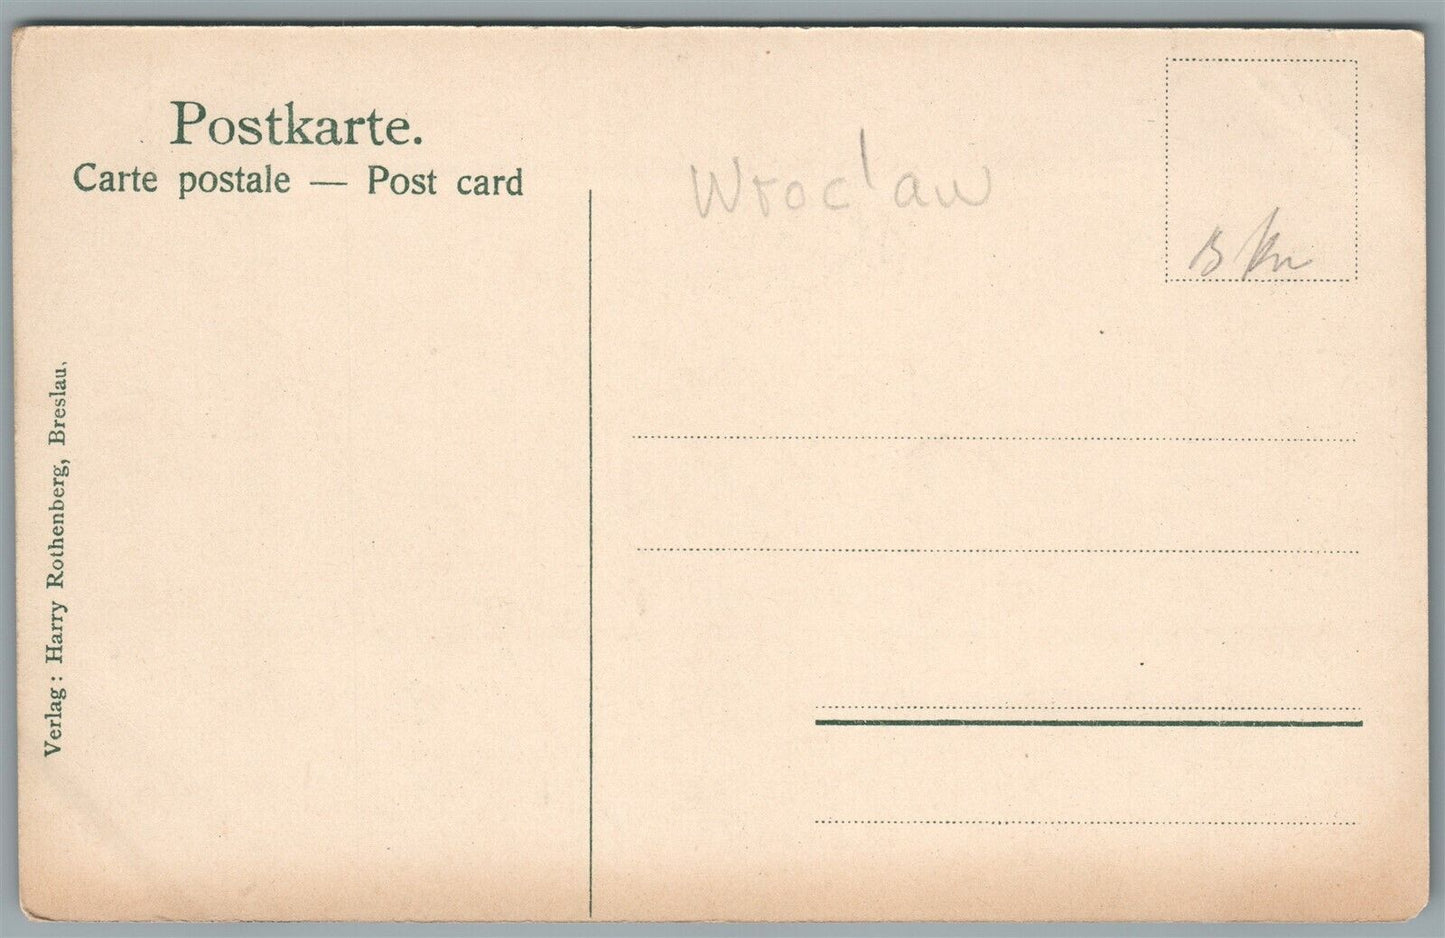 Postkarte.
Carte postale — Post card
Wrocław
Verlag: Harry Rothenberg, Breslau.